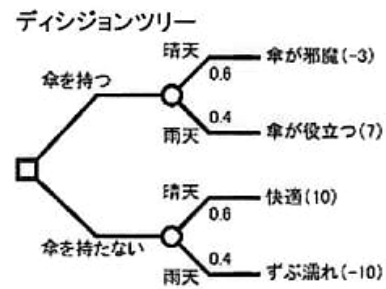 ディシジョンツリー
晴天
傘が邪魔(-3)
0.6
傘を持つ
0.4
傘が役立つ(7)
雨天
晴天
快適(10)
0.6
傘を持たない
0.4
ずぶ濡れ(-10)
雨天